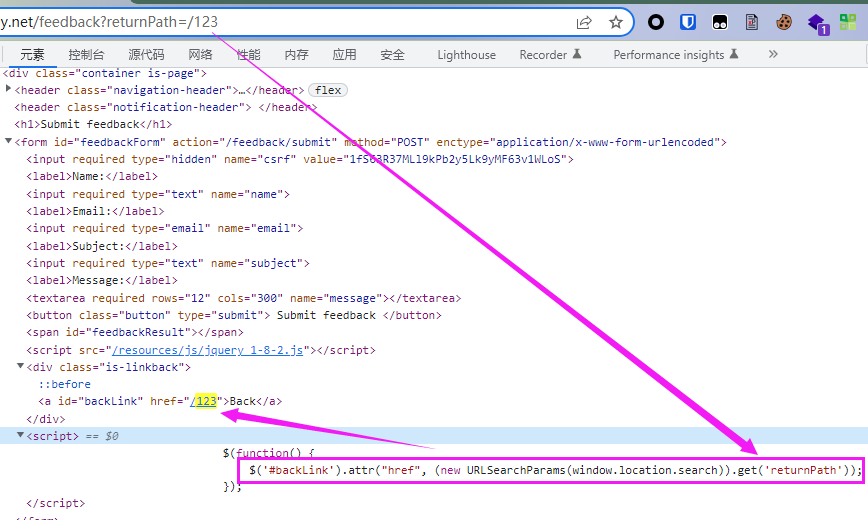 y.net/feedback?returnPath=/123
1
元素 控制台 源代码 网络 性能 内存 应用 安全 Lighthouse Recorder Performance insights »
<div class="container is-page">
<header class="navigation-header">…</header> flex
<header class="notification-header"> </header>
<h1>Submit feedback</h1>
<form id="feedbackForm" action="/feedback/submit" method="POST" enctype="application/x-www-form-urlencoded">
<input required type="hidden" name="csrf" value="1fS63R37MLl9kPb2y5Lk9yMF63v1WLoS">
<label>Name:</label>
<input required type="text" name="name">
<label>Email:</label>
<input required type="email" name="email">
<label>Subject:</label>
<input required type="text" name="subject">
<label>Message:</label>
<textarea required rows="12" cols="300" name="message"></textarea>
<button class="button" type="submit"> Submit feedback </button>
<span id="feedbackResult"></span>
<script src="/resources/js/jquery_1-8-2.js"></script>
<div class="is-linkback">
::before
<a id="backLink" href="/123">Back</a>
</div>
<script> == $0
$(function() {
$('#backLink').attr("href", (new URLSearchParams(window.location.search)).get('returnPath'));
});
</script>
</form>